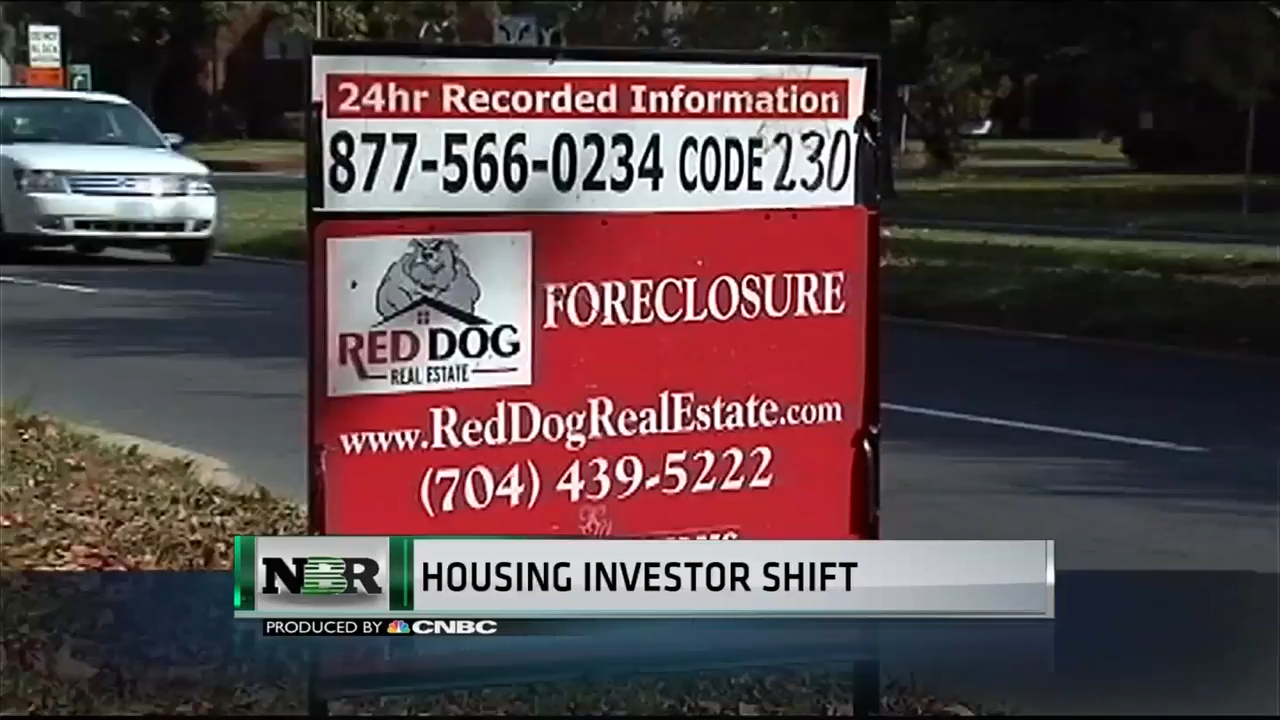 24hr Recorded Information
877-566-0234 CODE 230
FORECLOSURE
RED DOG
REAL ESTATE
www.RedDogRealEstate.com
(704) 439-5222
NBR
HOUSING INVESTOR SHIFT
PRODUCED BY CNBC